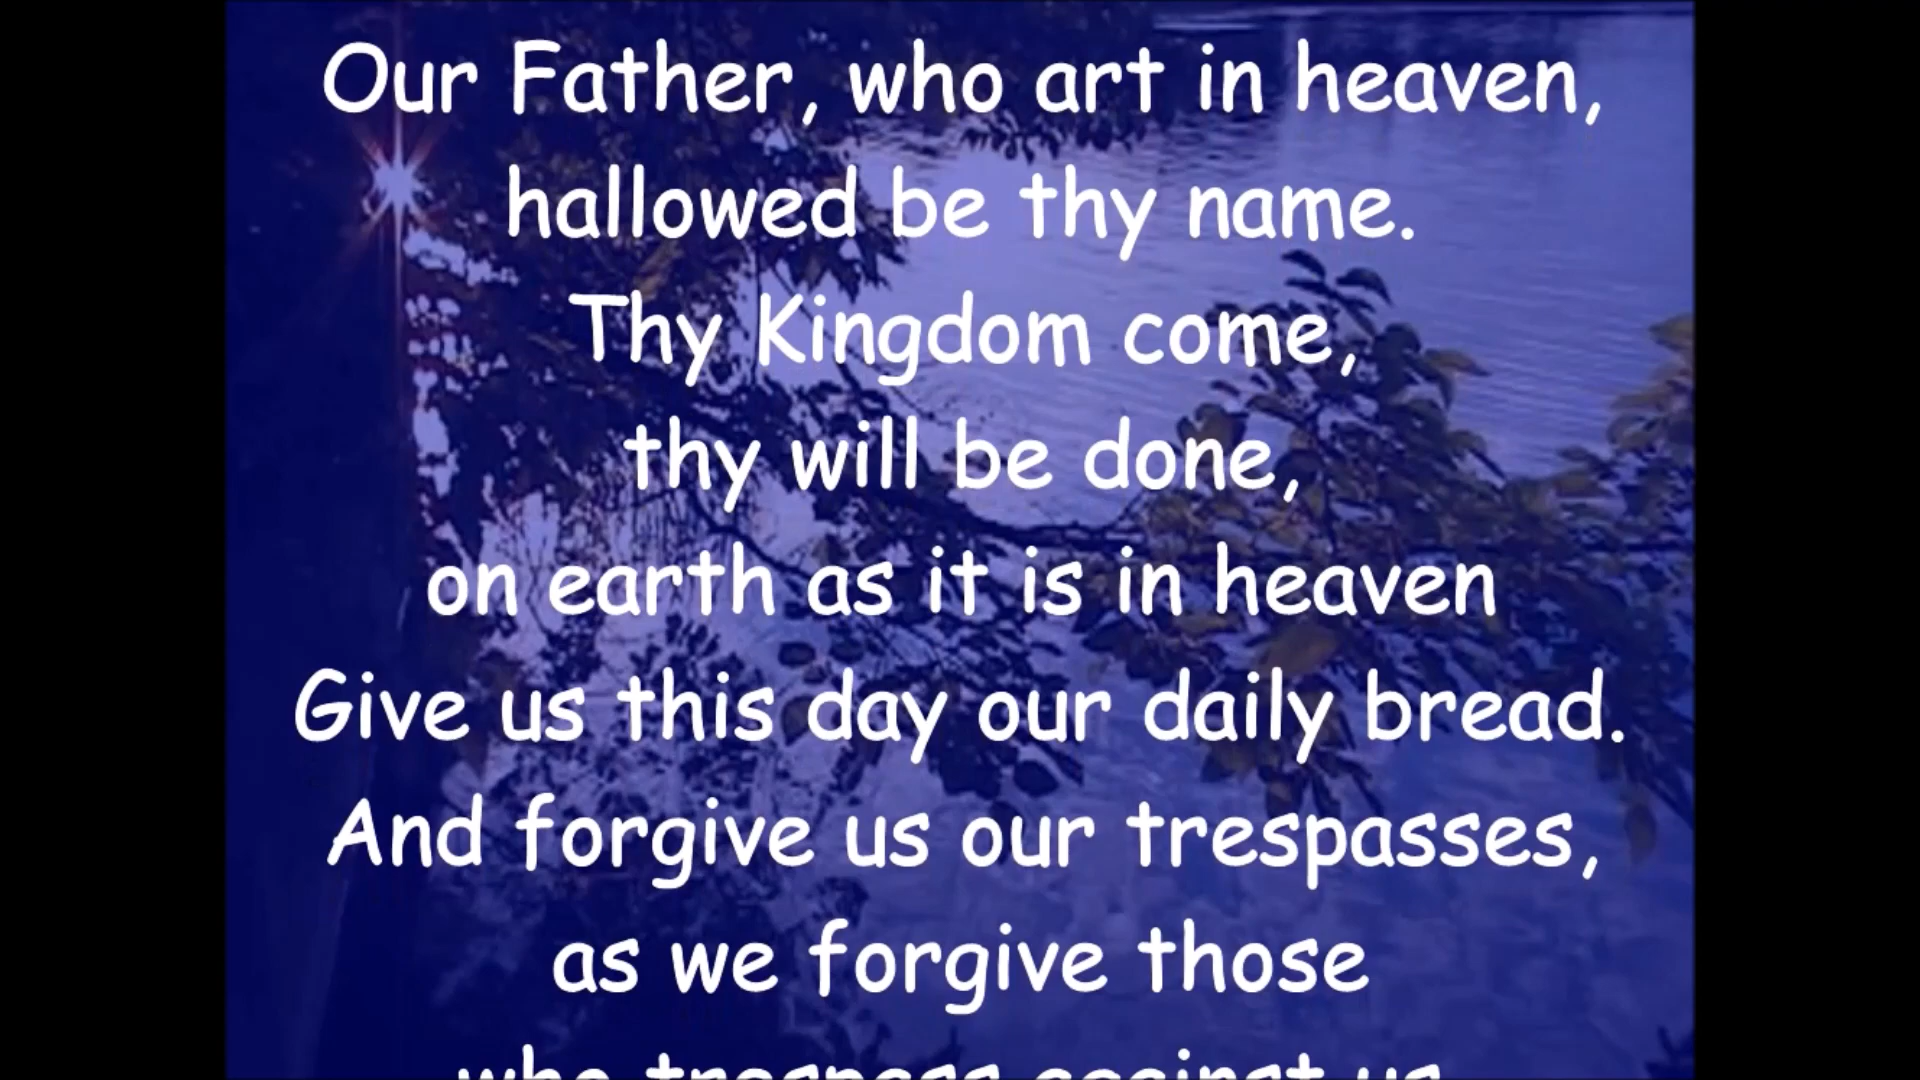 Our Father, who art in heaven,
hallowed be thy name.
Thy Kingdom come,
thy will be done,
on earth as it is in heaven
Give us this day our daily bread.
And forgive us our trespasses,
as we forgive those
who trespass against us